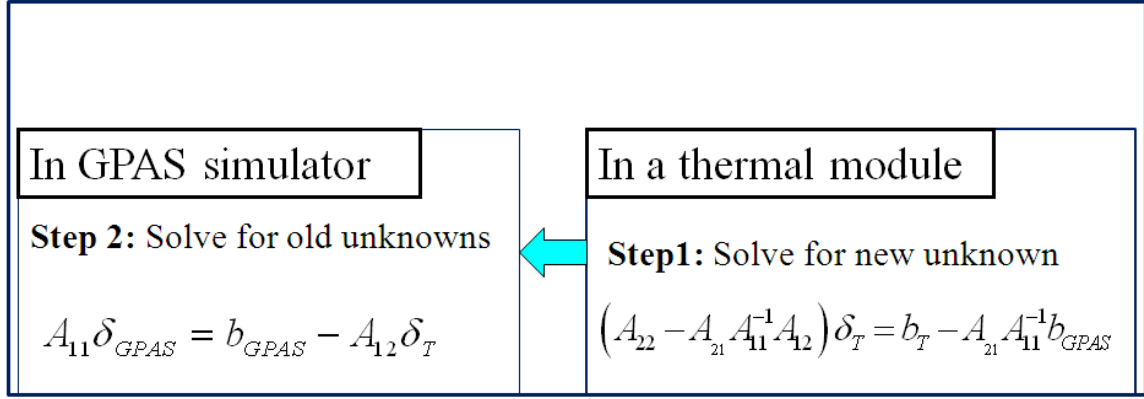 In GPAS simulator
Step 2: Solve for old unknowns
A₁₁δ_GPAS = b_GPAS − A₁₂δ_T
In a thermal module
Step1: Solve for new unknown
(A₂₂ − A₂₁A₁₁⁻¹A₁₂)δ_T = b_T − A₂₁A₁₁⁻¹b_GPAS